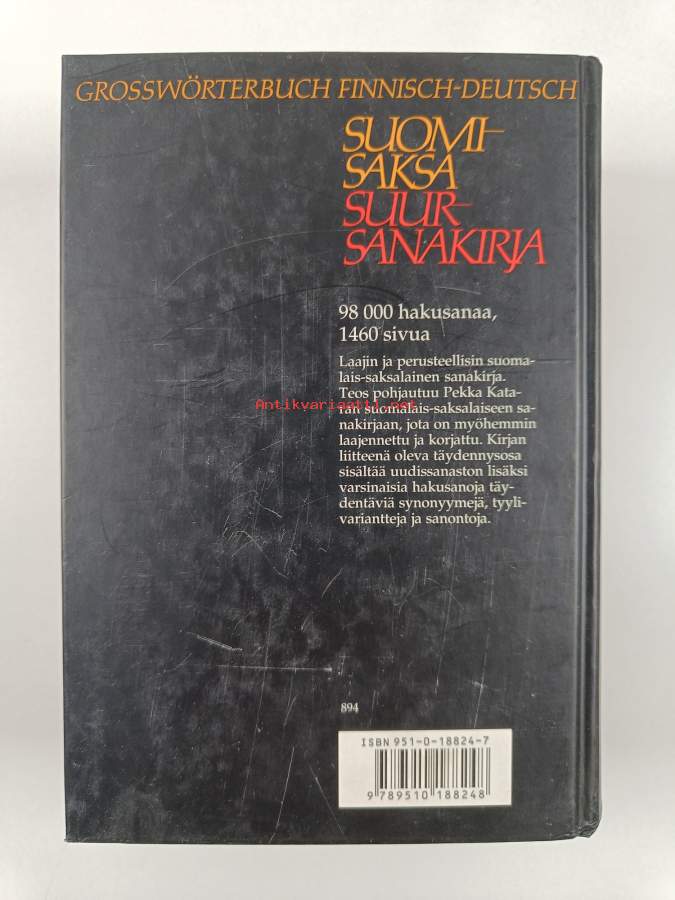 GROSSWÖRTERBUCH FINNISCH-DEUTSCH
SUOMI-
SAKSA
SUUR-
SANAKIRJA
98 000 hakusanaa,
1460 sivua
Laajin ja perusteellisin suoma-
lais-saksalainen sanakirja.
Teos pohjautuu Pekka Kata-
ran suomalais-saksalaiseen sa-
nakirjaan, jota on myöhemmin
laajennettu ja korjattu. Kirjan
liitteenä oleva täydennysosa
sisältää uudissanaston lisäksi
varsinaisia hakusanoja täy-
dentäviä synonyymejä, tyyli-
variantteja ja sanontoja.
Antikvariaatti.net
894
ISBN 951-0-18824-7
9 789510 188248